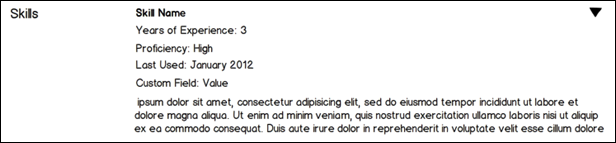 Skills
Skill Name
Years of Experience: 3
Proficiency: High
Last Used: January 2012
Custom Field: Value
ipsum dolor sit amet, consectetur adipisicing elit, sed do eiusmod tempor incididunt ut labore et
dolore magna aliqua. Ut enim ad minim veniam, quis nostrud exercitation ullamco laboris nisi ut aliquip
ex ea commodo consequat. Duis aute irure dolor in reprehenderit in voluptate velit esse cillum dolore